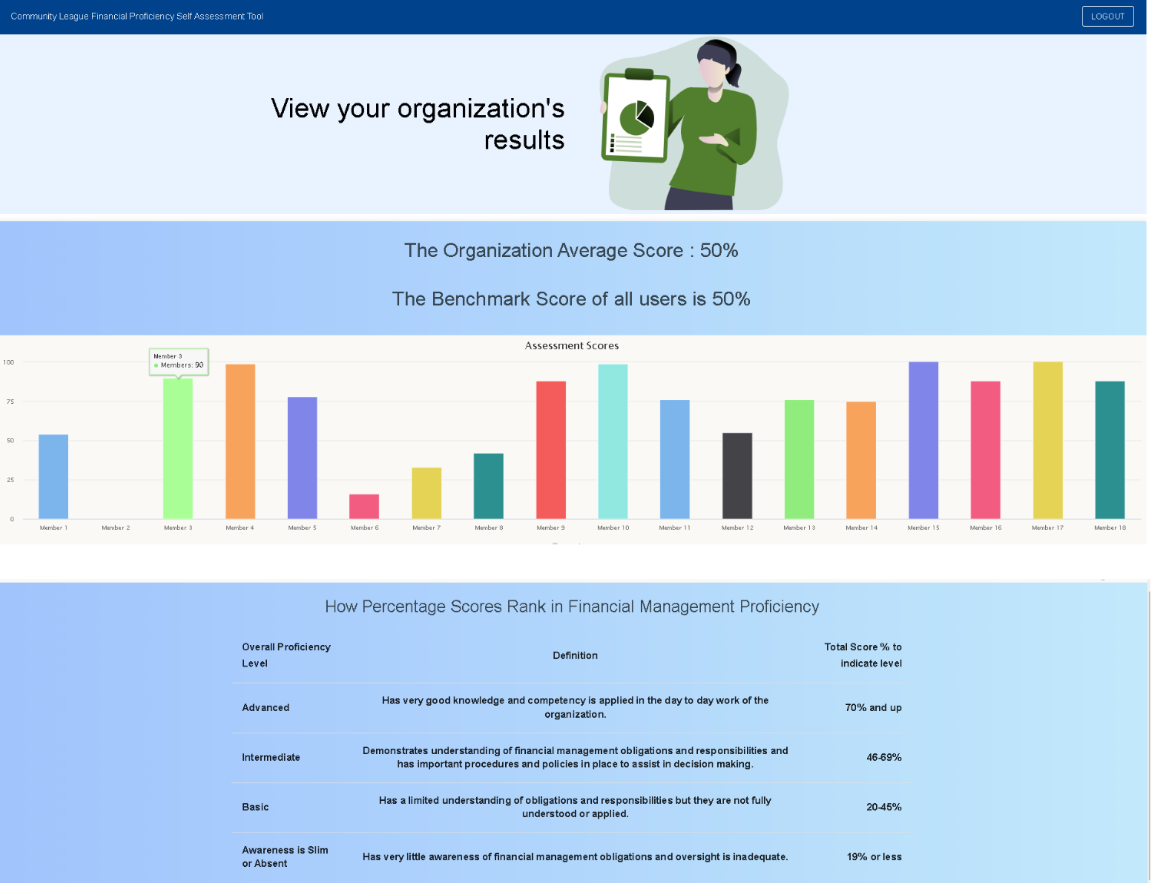 Community League Financial Proficiency Self Assessment Tool
LOGOUT
View your organization's
results
The Organization Average Score : 50%
The Benchmark Score of all users is 50%
Assessment Scores
Member 3
Members: 90
100
75
50
25
0
Member 1 Member 2 Member 3 Member 4 Member 5 Member 6 Member 7 Member 8 Member 9 Member 10 Member 11 Member 12 Member 13 Member 14 Member 15 Member 16 Member 17 Member 18
How Percentage Scores Rank in Financial Management Proficiency
Overall Proficiency
Level
Definition
Total Score % to
indicate level
Advanced
Has very good knowledge and competency is applied in the day to day work of the
organization.
70% and up
Intermediate
Demonstrates understanding of financial management obligations and responsibilities and
has important procedures and policies in place to assist in decision making.
46-69%
Basic
Has a limited understanding of obligations and responsibilities but they are not fully
understood or applied.
20-45%
Awareness is Slim
or Absent
Has very little awareness of financial management obligations and oversight is inadequate.
19% or less